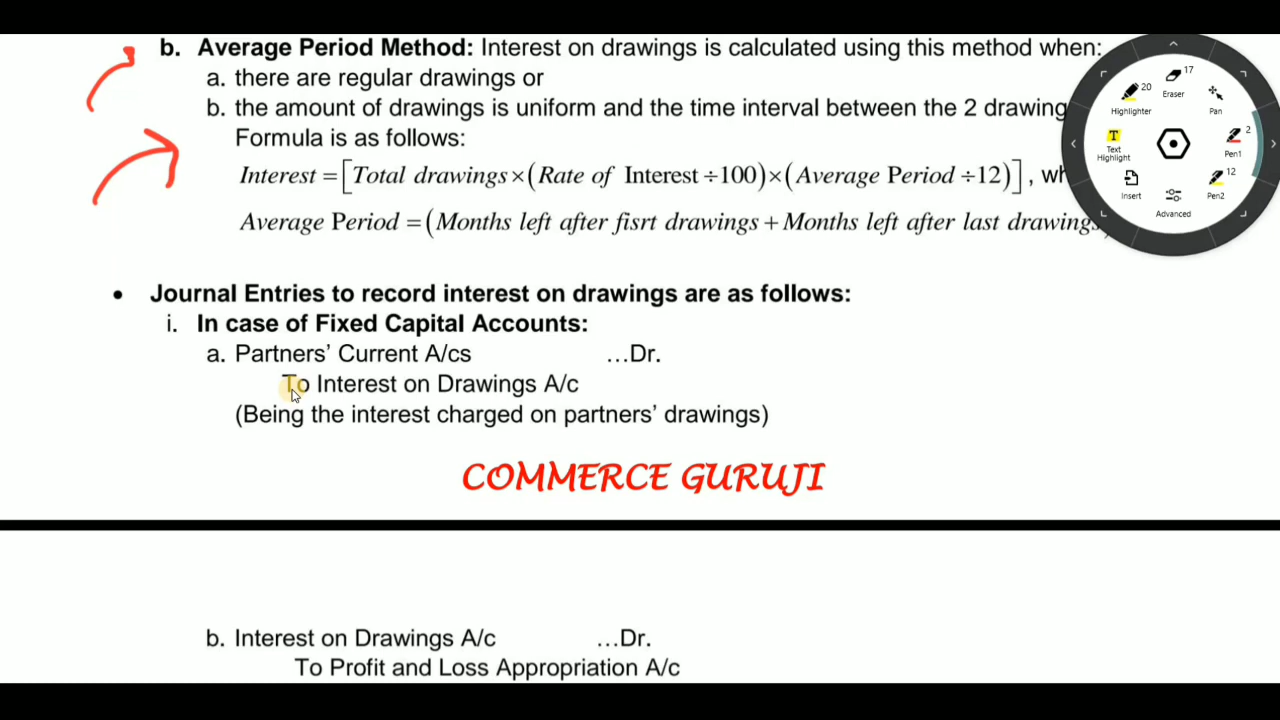 b. Average Period Method: Interest on drawings is calculated using this method when:
a. there are regular drawings or
b. the amount of drawings is uniform and the time interval between the 2 drawing
Formula is as follows:
Interest = [Total drawings × (Rate of Interest ÷ 100) × (Average Period ÷ 12)], wh
Average Period = (Months left after fisrt drawings + Months left after last drawings
• Journal Entries to record interest on drawings are as follows:
i. In case of Fixed Capital Accounts:
a. Partners' Current A/cs ...Dr.
To Interest on Drawings A/c
(Being the interest charged on partners' drawings)
COMMERCE GURUJI
b. Interest on Drawings A/c ...Dr.
To Profit and Loss Appropriation A/c
17
Eraser
20
Highlighter
Pan
T
Text
Highlight
2
Pen1
Insert
12
Pen2
Advanced